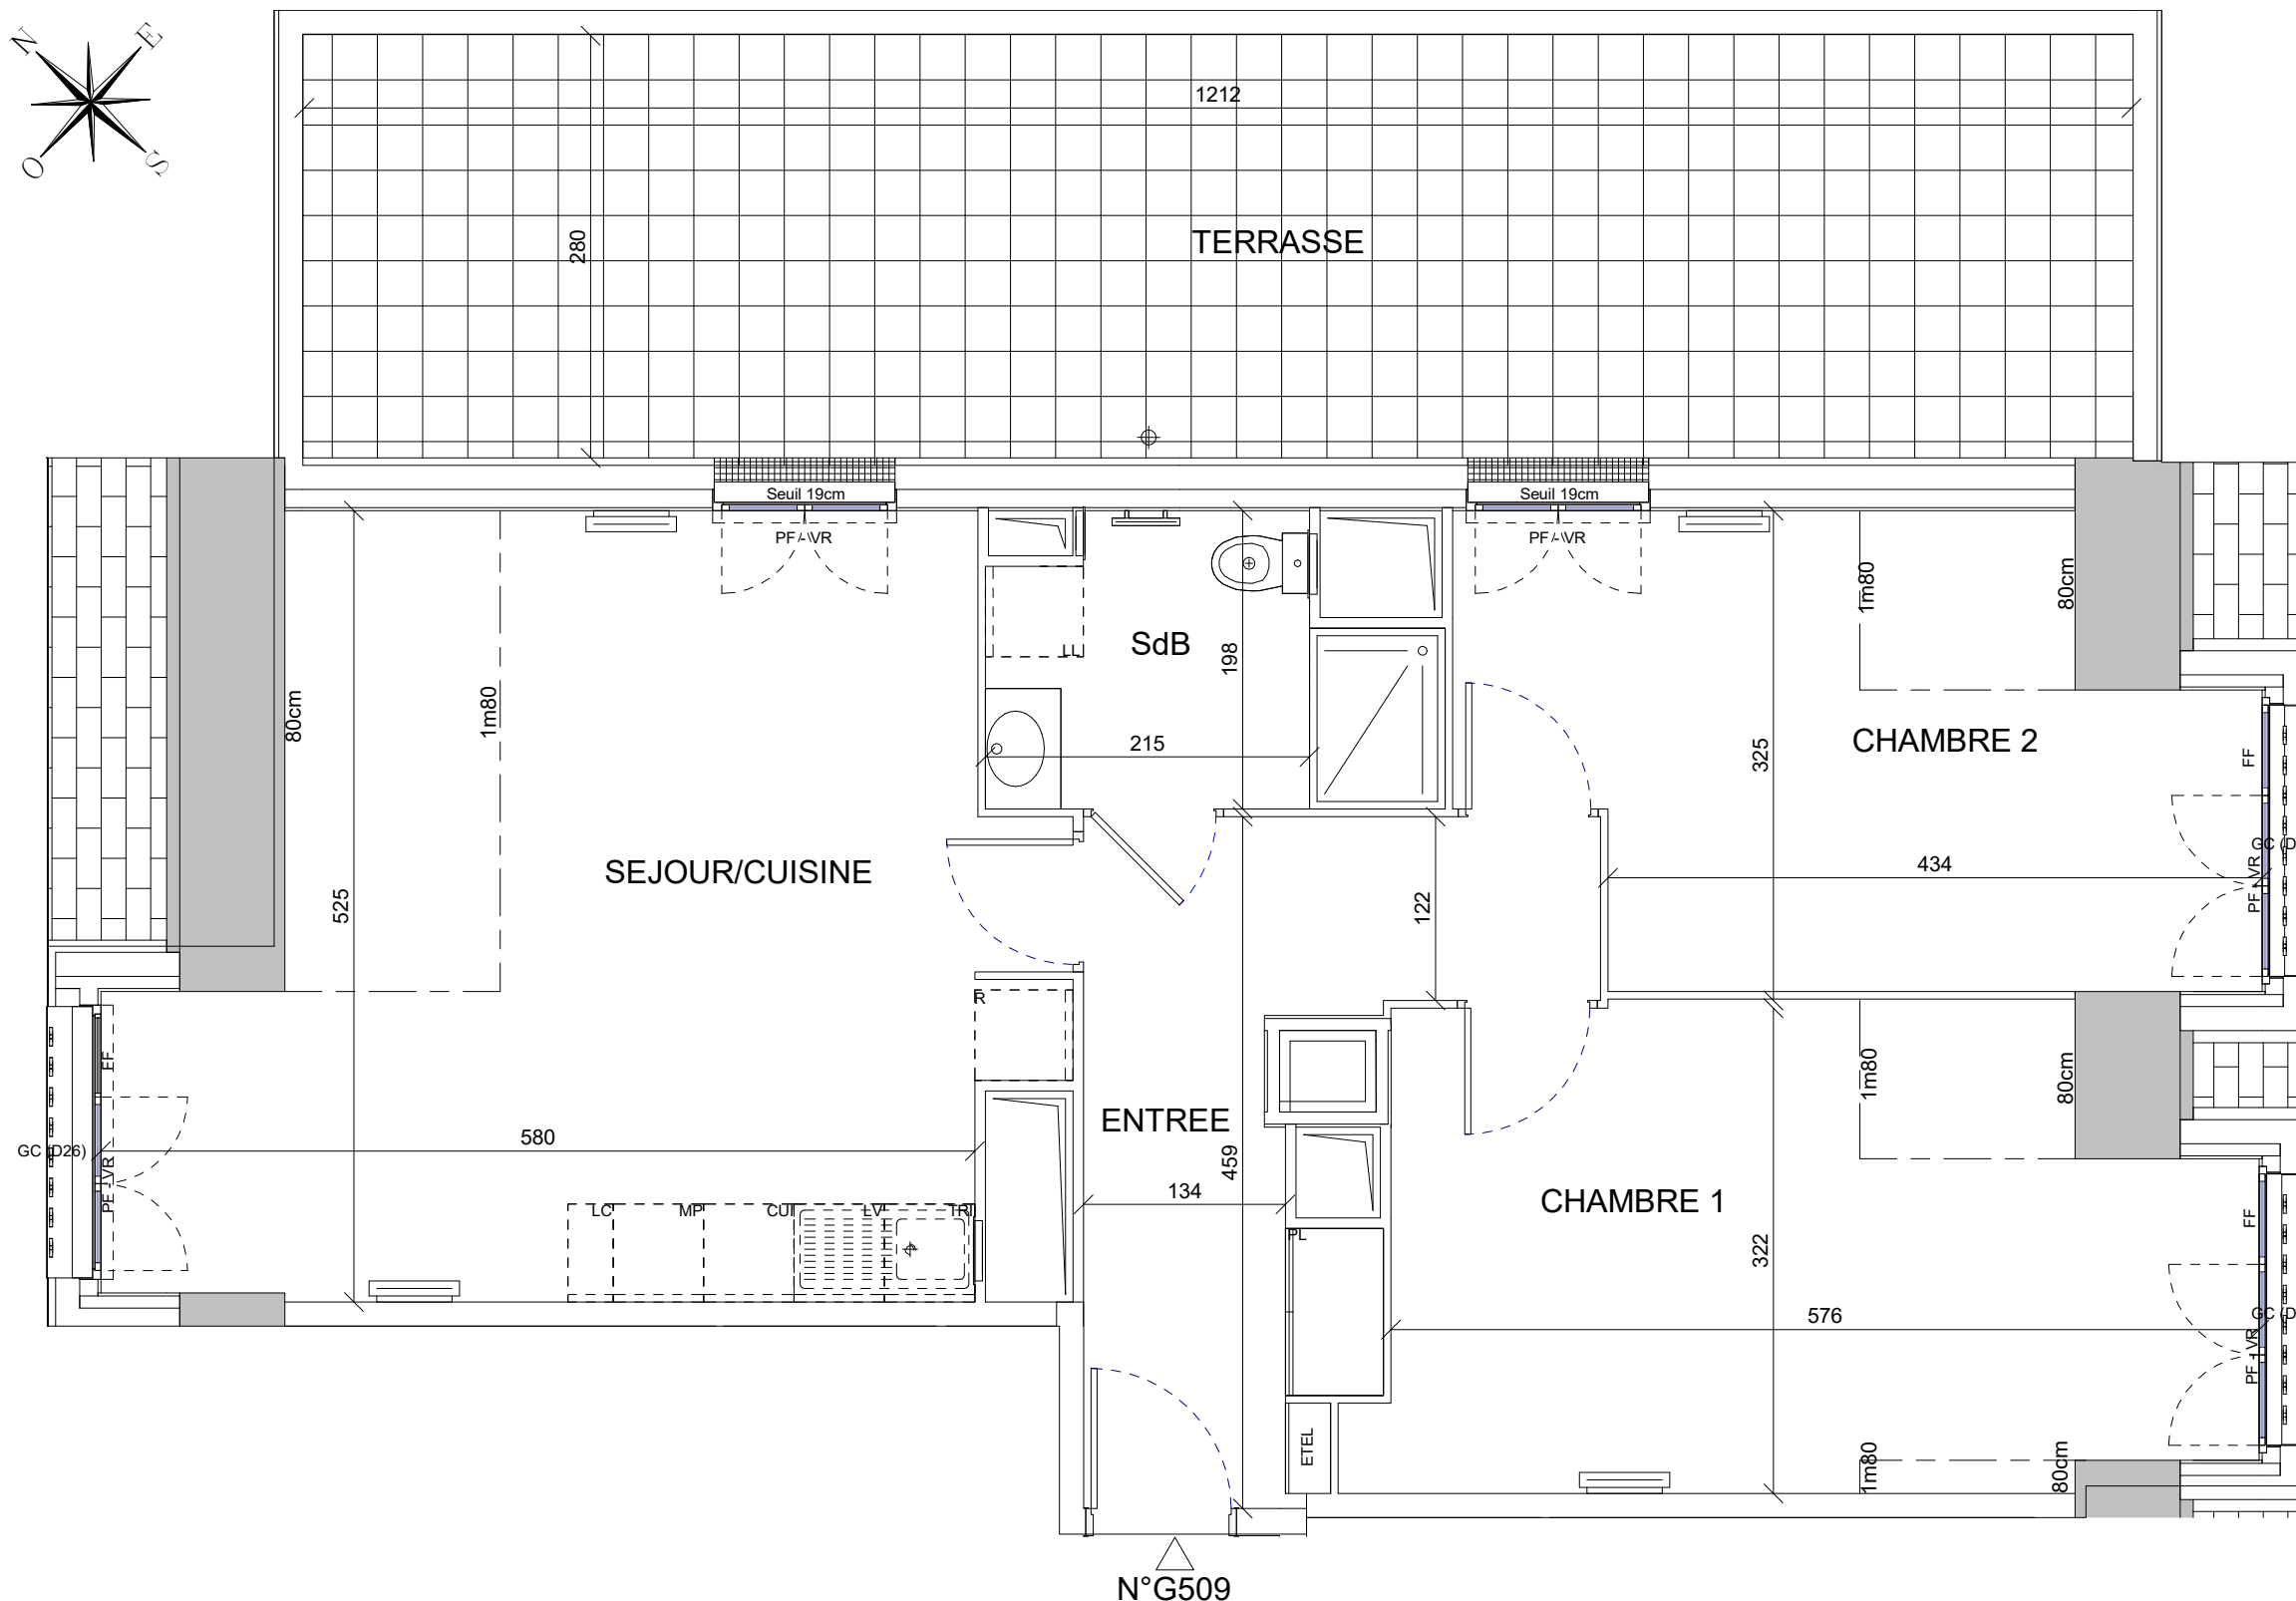 N
E
O
S
1212
280
TERRASSE
Seuil 19cm
Seuil 19cm
PF - VR
PF - VR
1m80
80cm
LL
SdB
198
80cm
1m80
215
325
CHAMBRE 2
FF
GC (D
PF - VR
434
SEJOUR/CUISINE
525
122
R
FF
1m80
80cm
ENTREE
580
GC (D26)
PF - VR
459
134
CHAMBRE 1
LC
MP
CUI
LV
TRI
PL
322
FF
GC (D
PF - VR
576
ETEL
1m80
80cm
N°G509